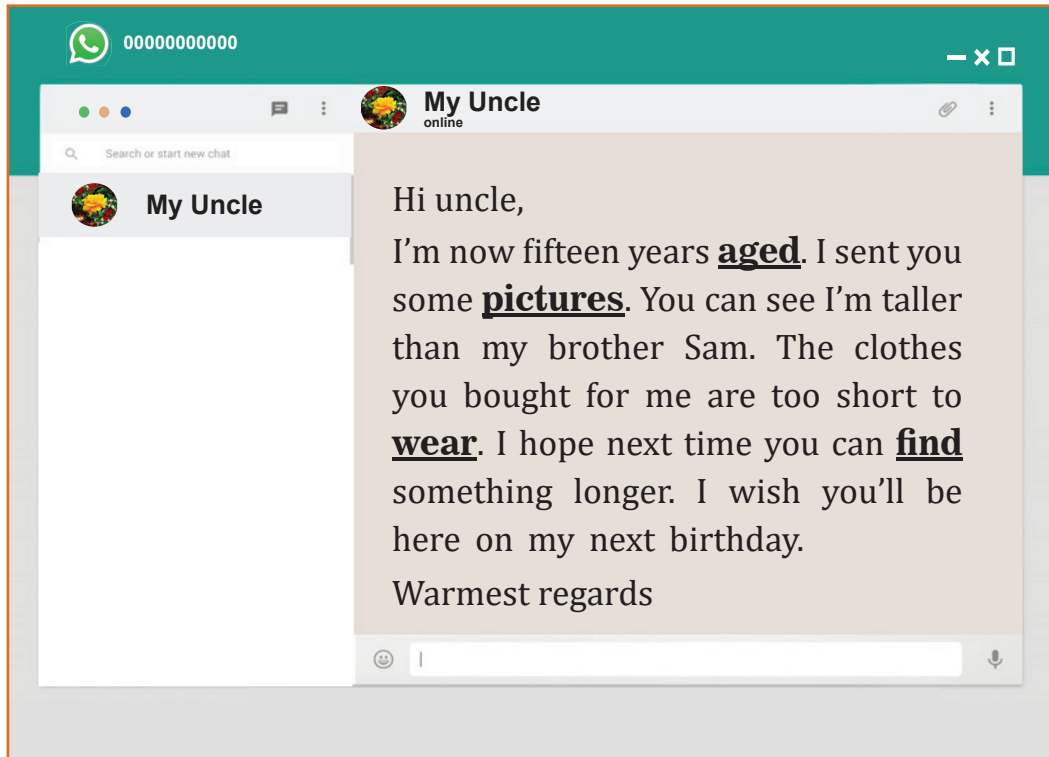 00000000000
My Uncle
online
Search or start new chat
My Uncle
Hi uncle,
I’m now fifteen years aged. I sent you
some pictures. You can see I’m taller
than my brother Sam. The clothes
you bought for me are too short to
wear. I hope next time you can find
something longer. I wish you’ll be
here on my next birthday.
Warmest regards